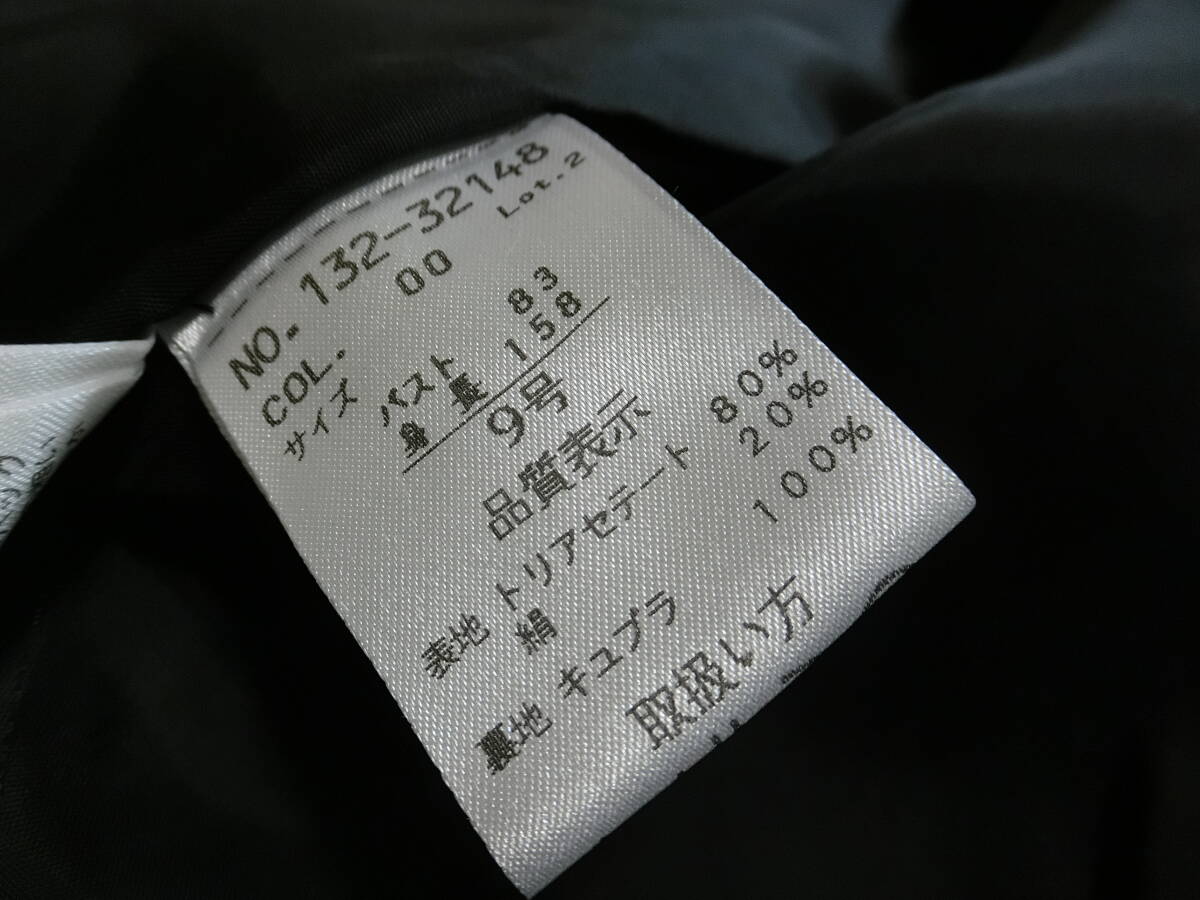 NO. 132-32148
COL. 00 Lot.2
サイズ バスト 83
身長 158
9号
品質表示
表地 トリアセテート 80%
絹 20%
裏地 キュプラ 100%
取扱い方